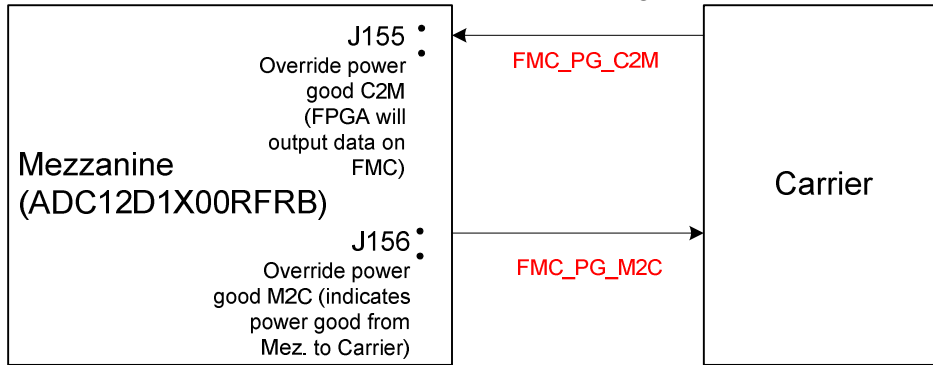 J155
Override power
good C2M
(FPGA will
output data on
FMC)
Mezzanine
(ADC12D1X00RFRB)
J156
Override power
good M2C (indicates
power good from
Mez. to Carrier)
FMC_PG_C2M
FMC_PG_M2C
Carrier